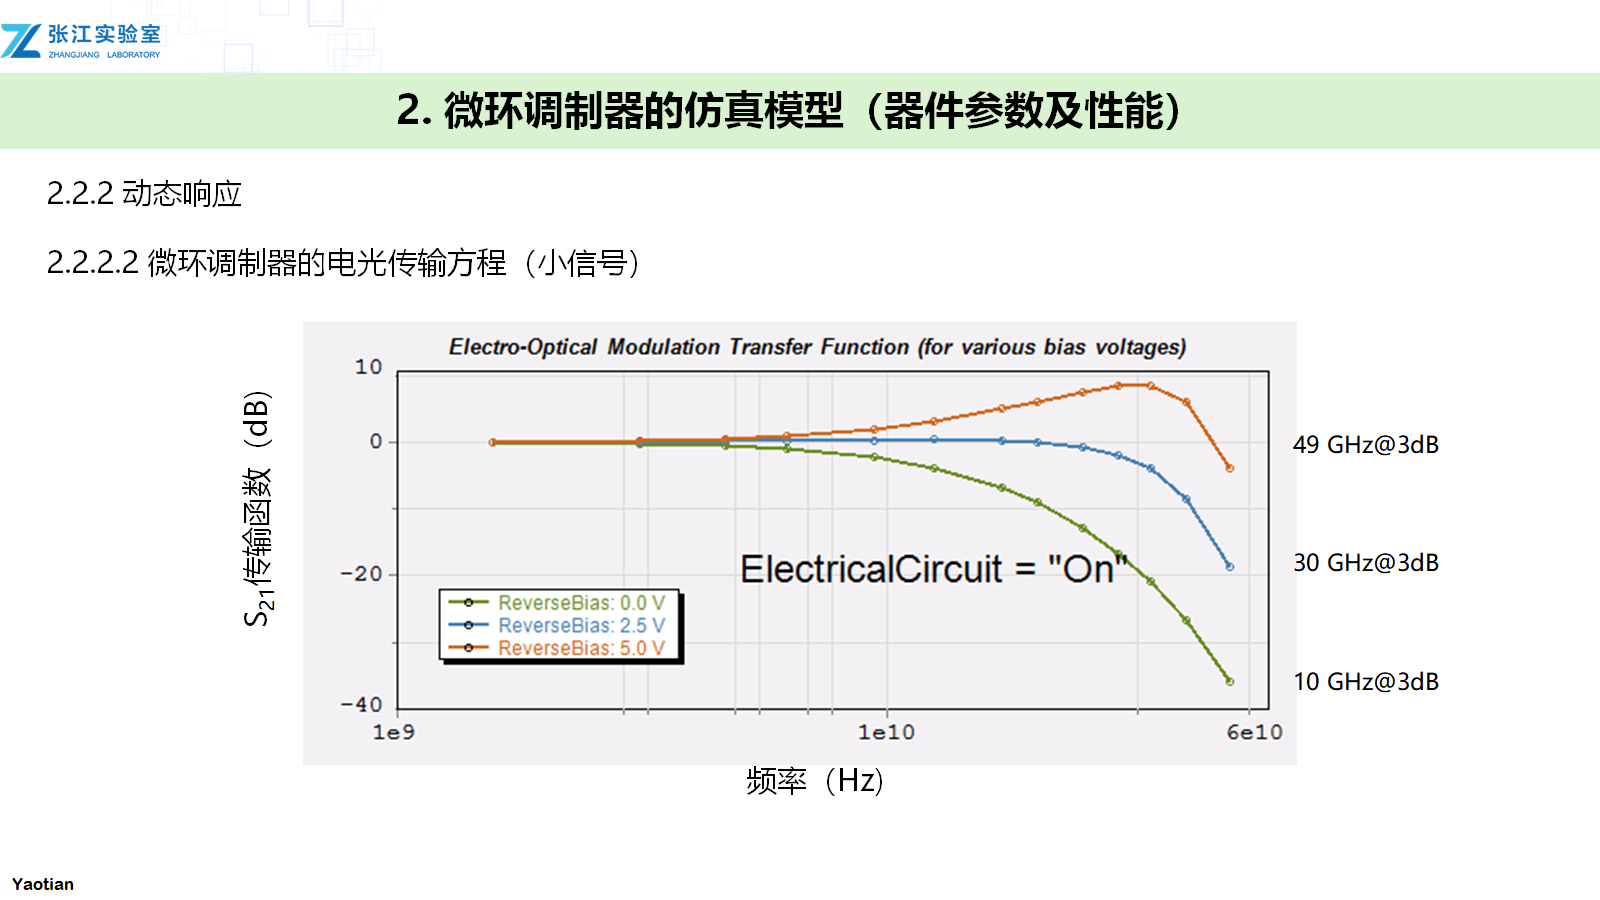 张江实验室
ZHANGJIANG LABORATORY
2. 微环调制器的仿真模型（器件参数及性能）
2.2.2 动态响应
2.2.2.2 微环调制器的电光传输方程（小信号）
Electro-Optical Modulation Transfer Function (for various bias voltages)
10
0
-20
-40
S21传输函数（dB）
ElectricalCircuit = "On"
ReverseBias: 0.0 V
ReverseBias: 2.5 V
ReverseBias: 5.0 V
49 GHz@3dB
30 GHz@3dB
10 GHz@3dB
1e9
1e10
6e10
频率（Hz）
Yaotian